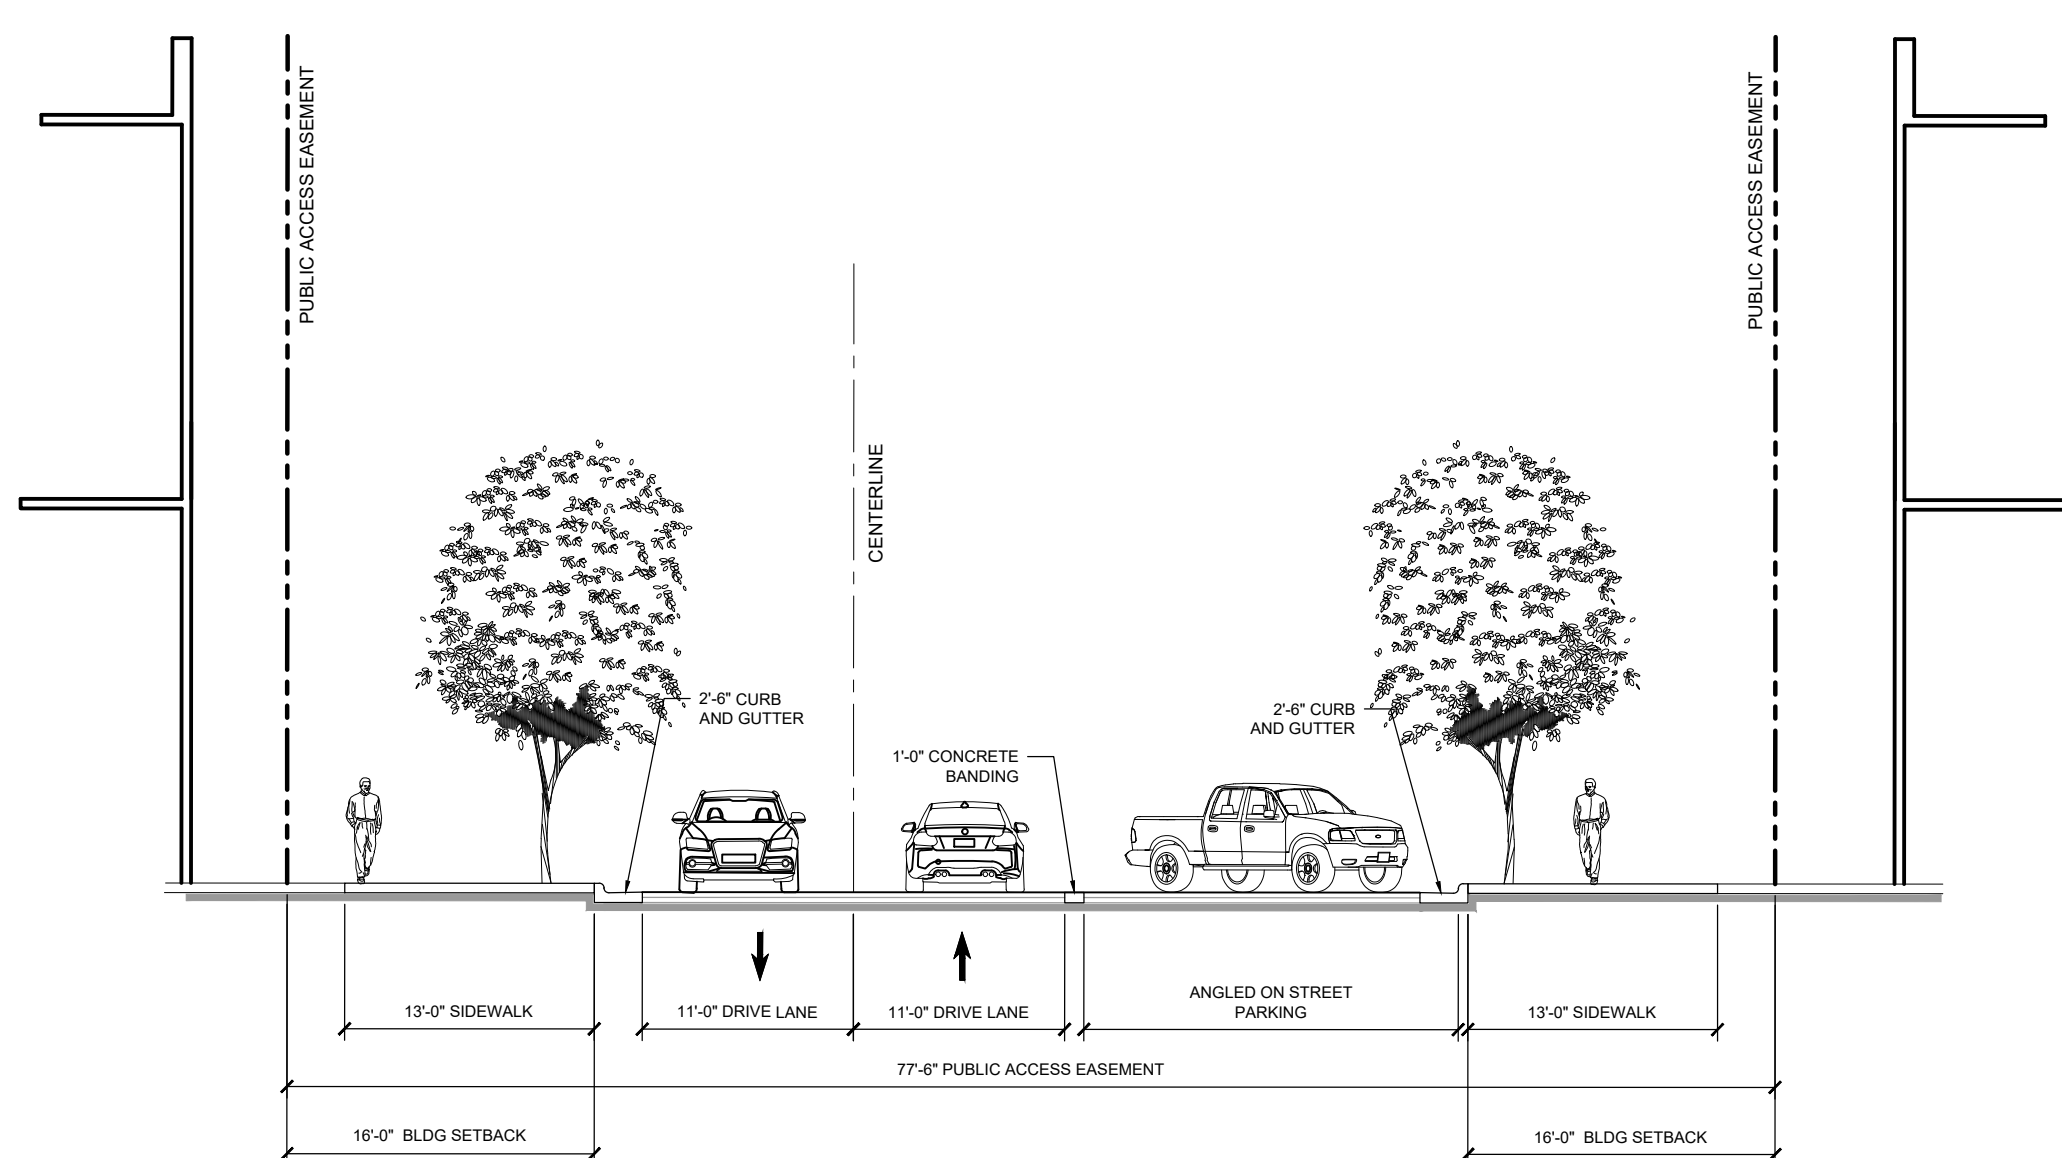 PUBLIC ACCESS EASEMENT
PUBLIC ACCESS EASEMENT
CENTERLINE
2'-6" CURB
AND GUTTER
2'-6" CURB
AND GUTTER
1'-0" CONCRETE
BANDING
13'-0" SIDEWALK
11'-0" DRIVE LANE
11'-0" DRIVE LANE
ANGLED ON STREET
PARKING
13'-0" SIDEWALK
77'-6" PUBLIC ACCESS EASEMENT
16'-0" BLDG SETBACK
16'-0" BLDG SETBACK